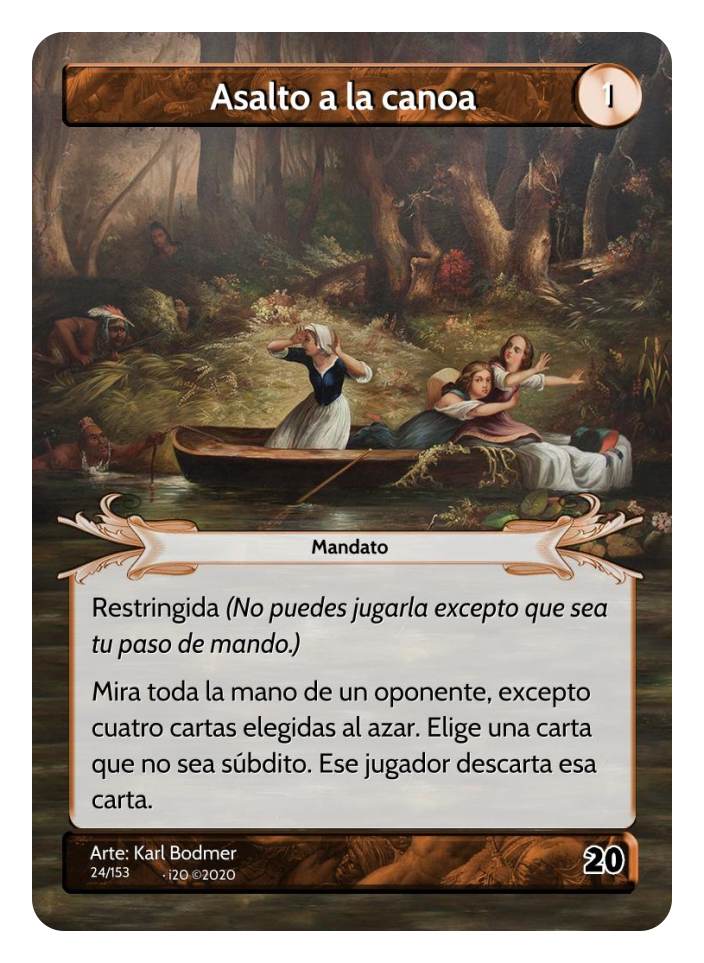 Asalto a la canoa
1
Mandato
Restringida (No puedes jugarla excepto que sea
tu paso de mando.)
Mira toda la mano de un oponente, excepto
cuatro cartas elegidas al azar. Elige una carta
que no sea súbdito. Ese jugador descarta esa
carta.
Arte: Karl Bodmer
24/153 · i20 ©2020
20